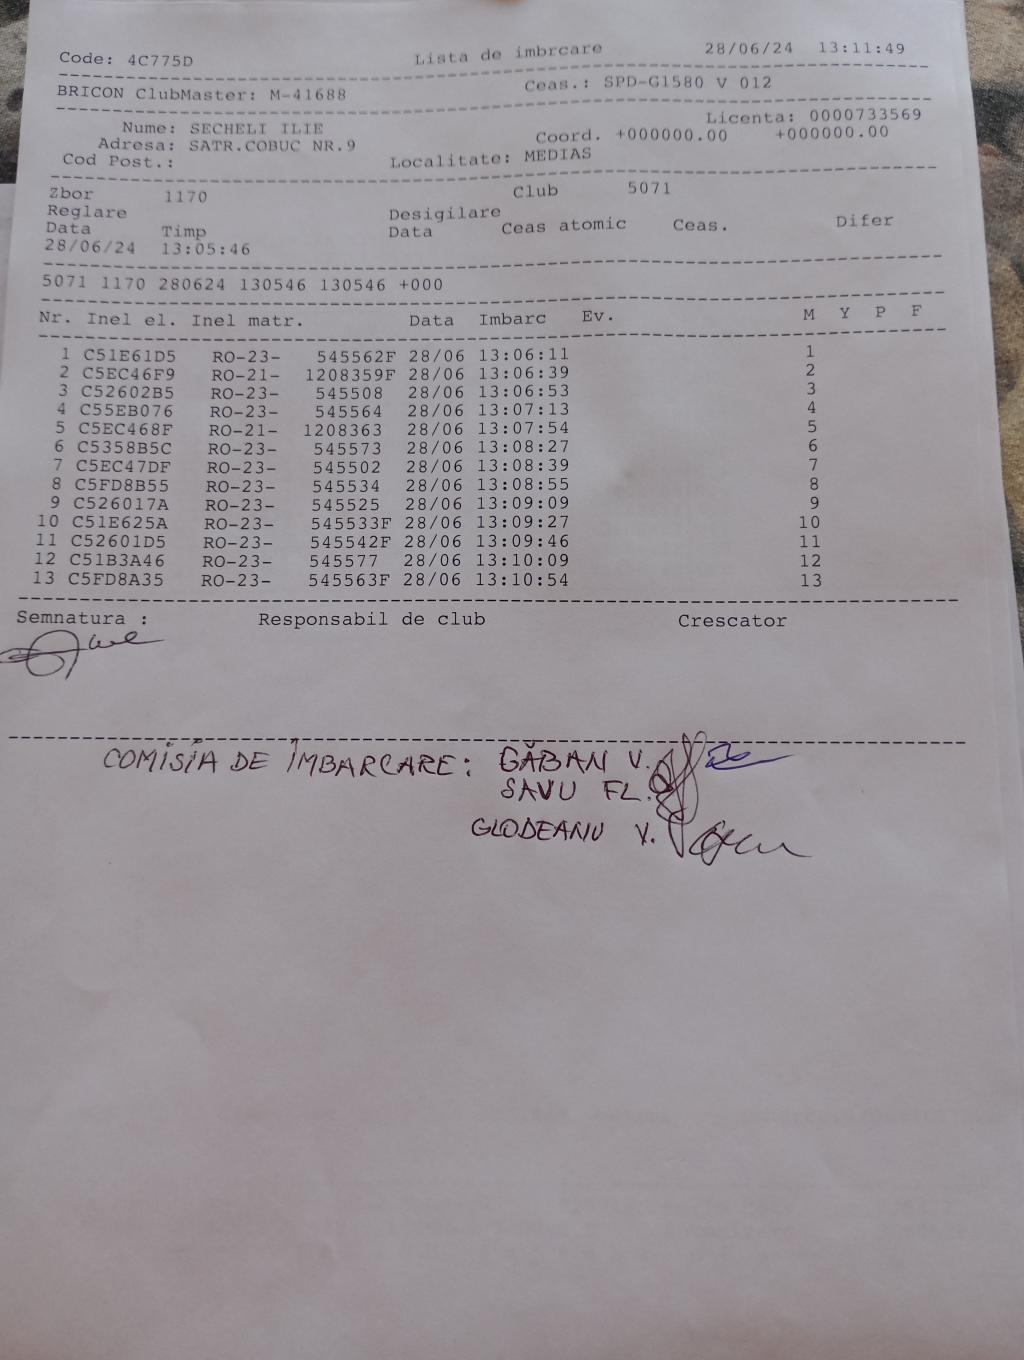 Code: 4C775D Lista de imbrcare 28/06/24 13:11:49
BRICON ClubMaster: M-41688 Ceas.: SPD-G1580 V 012
Licenta: 0000733569
Nume: SECHELI ILIE Coord. +000000.00 +000000.00
Adresa: SATR.COBUC NR.9
Cod Post.: Localitate: MEDIAS
Zbor 1170 Club 5071
Reglare Desigilare
Data Timp Data Ceas atomic Ceas. Difer
28/06/24 13:05:46
5071 1170 280624 130546 130546 +000
Nr. Inel el. Inel matr. Data Imbarc Ev. M Y P F
1 C51E61D5 RO-23- 545562F 28/06 13:06:11 1
2 C5EC46F9 RO-21- 1208359F 28/06 13:06:39 2
3 C52602B5 RO-23- 545508 28/06 13:06:53 3
4 C55EB076 RO-23- 545564 28/06 13:07:13 4
5 C5EC468F RO-21- 1208363 28/06 13:07:54 5
6 C5358B5C RO-23- 545573 28/06 13:08:27 6
7 C5EC47DF RO-23- 545502 28/06 13:08:39 7
8 C5FD8B55 RO-23- 545534 28/06 13:08:55 8
9 C526017A RO-23- 545525 28/06 13:09:09 9
10 C51E625A RO-23- 545533F 28/06 13:09:27 10
11 C52601D5 RO-23- 545542F 28/06 13:09:46 11
12 C51B3A46 RO-23- 545577 28/06 13:10:09 12
13 C5FD8A35 RO-23- 545563F 28/06 13:10:54 13
Semnatura : Responsabil de club Crescator
COMISIA DE ÎMBARCARE: GĂBAN V.
SAVU FL.
GLODEANU V.